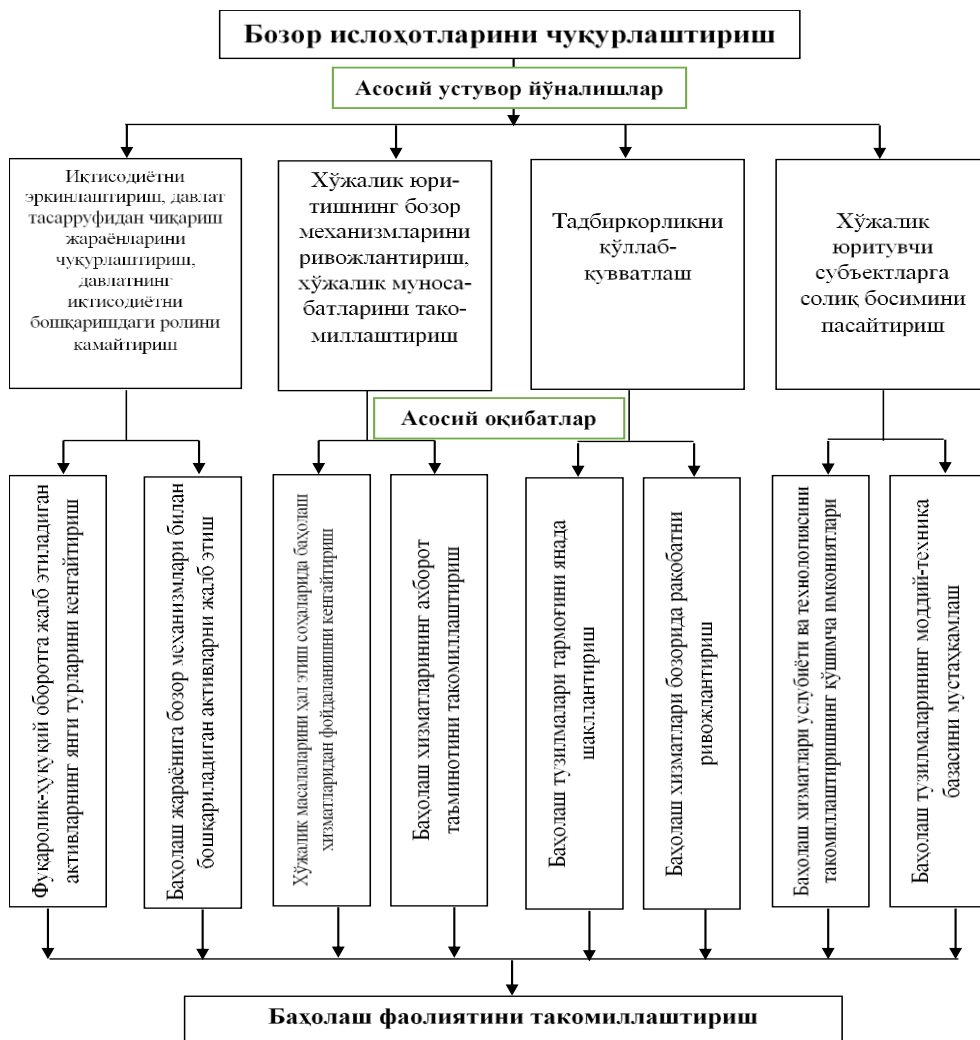 Бозор ислоҳотларини чуқурлаштириш
Асосий устувор йўналишлар
Иқтисодиётни
эркинлаштириш, давлат
тасарруфидан чиқариш
жараёнларини
чуқурлаштириш,
давлатнинг
иқтисодиётни
бошқаришдаги ролини
камайтириш
Хўжалик юри-
тишнинг бозор
механизмларини
ривожлантириш,
хўжалик муноса-
батларини тако-
миллаштириш
Тадбиркорликни
қўллаб-
қувватлаш
Хўжалик
юритувчи
субъектларга
солиқ босимини
пасайтириш
Асосий оқибатлар
Фуқаролик-ҳуқуқий оборотга жалб этиладиган
активларнинг янги турларини кенгайтириш
Баҳолаш жараёнига бозор механизмлари билан
бошқариладиган активларни жалб этиш
Хўжалик масалаларини ҳал этиш соҳаларида баҳолаш
хизматларидан фойдаланишни кенгайтириш
Баҳолаш хизматларининг ахборот
таъминотини такомиллаштириш
Баҳолаш тузилмалари тармоғини янада
шакллантириш
Баҳолаш хизматлари бозорида рақобатни
ривожлантириш
Баҳолаш хизматлари услубиёти ва технологиясини
такомиллаштиришнинг қўшимча имкониятлари
Баҳолаш тузилмаларининг моддий-техника
базасини мустаҳкамлаш
Баҳолаш фаолиятини такомиллаштириш